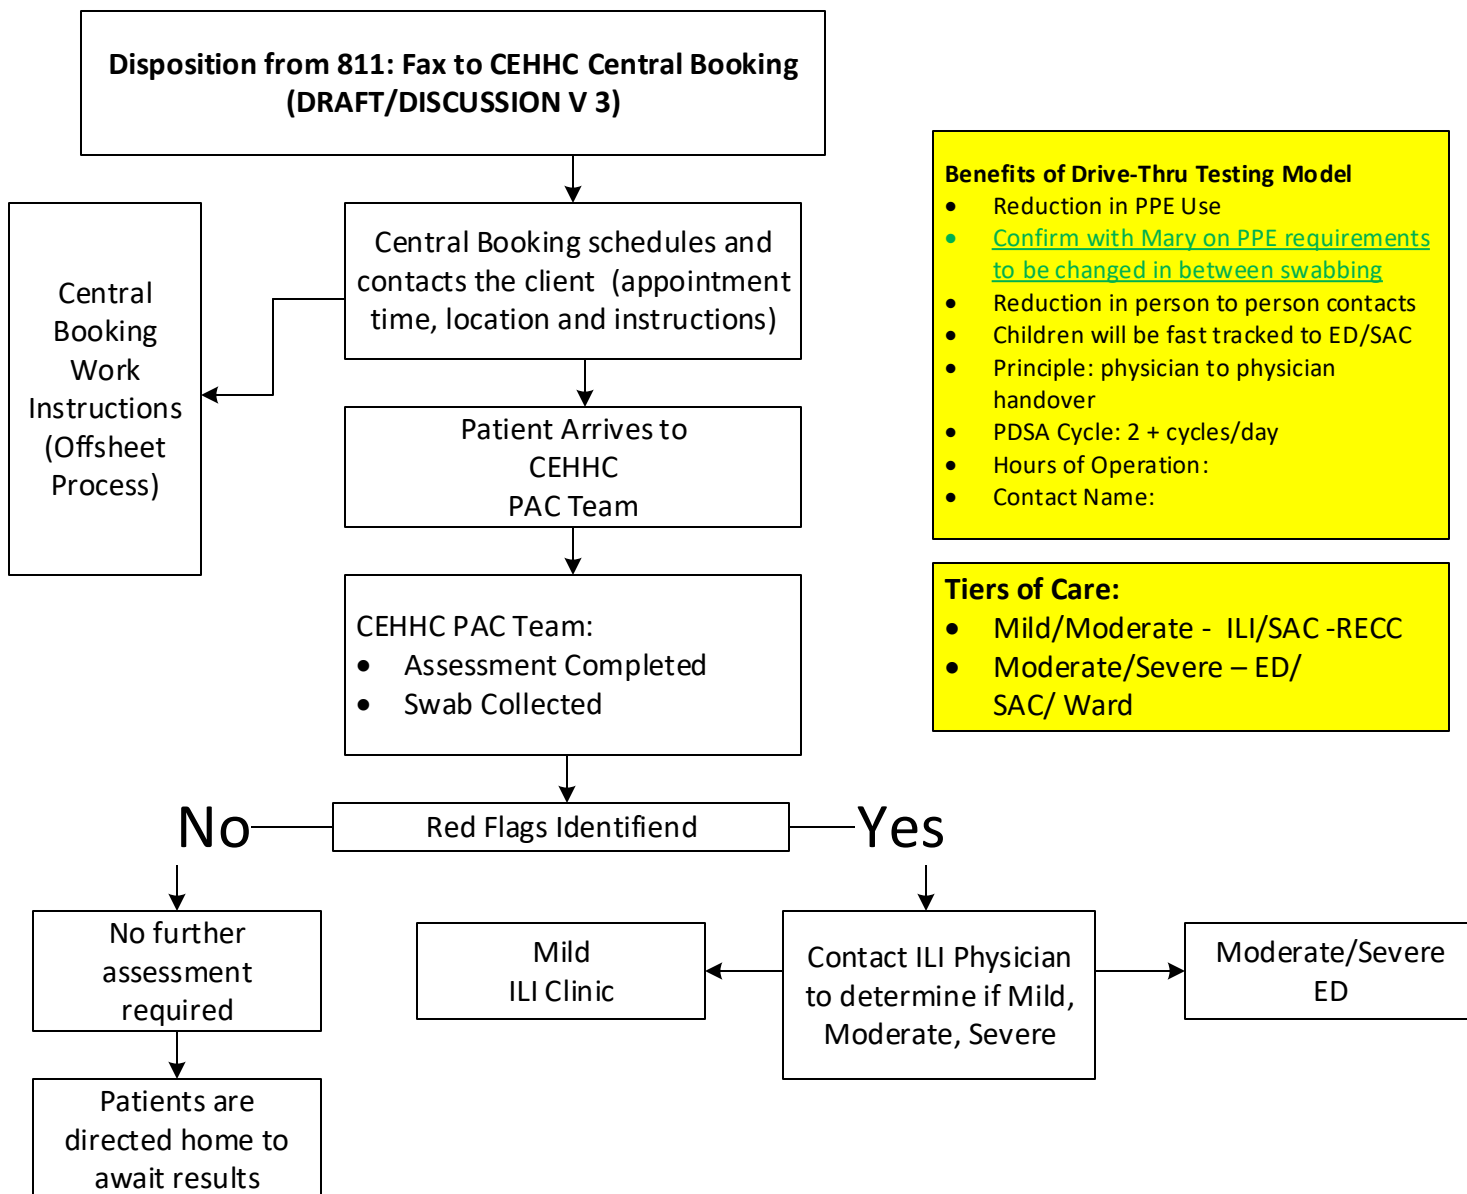 Disposition from 811: Fax to CEHHC Central Booking
(DRAFT/DISCUSSION V 3)
Central Booking schedules and
contacts the client (appointment
time, location and instructions)
Central
Booking
Work
Instructions
(Offsheet
Process)
Patient Arrives to
CEHHC
PAC Team
CEHHC PAC Team:
• Assessment Completed
• Swab Collected
Red Flags Identifiend
No
Yes
No further
assessment
required
Patients are
directed home to
await results
Mild
ILI Clinic
Contact ILI Physician
to determine if Mild,
Moderate, Severe
Moderate/Severe
ED
Benefits of Drive-Thru Testing Model
• Reduction in PPE Use
• Confirm with Mary on PPE requirements
to be changed in between swabbing
• Reduction in person to person contacts
• Children will be fast tracked to ED/SAC
• Principle: physician to physician
handover
• PDSA Cycle: 2 + cycles/day
• Hours of Operation:
• Contact Name:
Tiers of Care:
• Mild/Moderate - ILI/SAC -RECC
• Moderate/Severe – ED/
SAC/ Ward